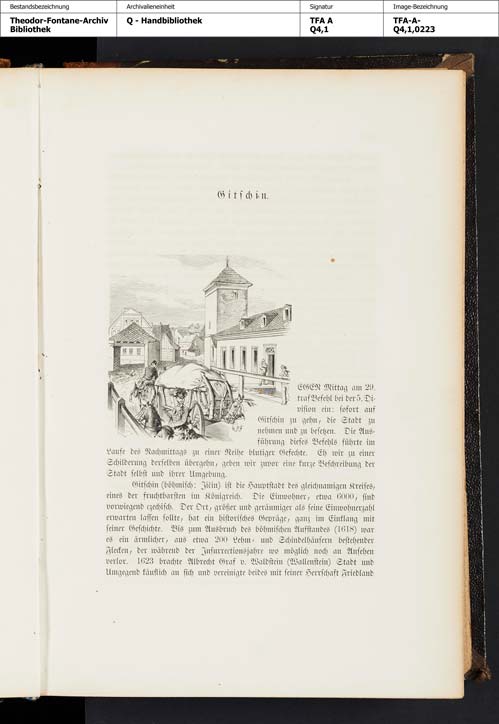 Bestandsbezeichnung Archivalieneinheit Signatur Image-Bezeichnung
Theodor-Fontane-Archiv Q - Handbibliothek TFA A TFA-A-
Bibliothek Q4,1 Q4,1,0223
Gitschin.
EGEN Mittag am 29.
traf Befehl bei der 5. Di-
vision ein: sofort auf
Gitschin zu gehn, die Stadt zu
nehmen und zu besetzen. Die Aus-
führung dieses Befehls führte im
Laufe des Nachmittags zu einer Reihe blutiger Gefechte. Eh wir zu einer
Schilderung derselben übergehn, geben wir zuvor eine kurze Beschreibung der
Stadt selbst und ihrer Umgebung.
Gitschin (böhmisch: Jičin) ist die Hauptstadt des gleichnamigen Kreises,
eines der fruchtbarsten im Königreich. Die Einwohner, etwa 6000, sind
vorwiegend czechisch. Der Ort, größer und geräumiger als seine Einwohnerzahl
erwarten lassen sollte, hat ein historisches Gepräge, ganz im Einklang mit
seiner Geschichte. Bis zum Ausbruch des böhmischen Aufstandes (1618) war
es ein ärmlicher, aus etwa 200 Lehm- und Schindelhäusern bestehender
Flecken, der während der Insurrectionsjahre wo möglich noch an Ansehen
verlor. 1623 brachte Albrecht Graf v. Waldstein (Wallenstein) Stadt und
Umgegend käuflich an sich und vereinigte beides mit seiner Herrschaft Friedland